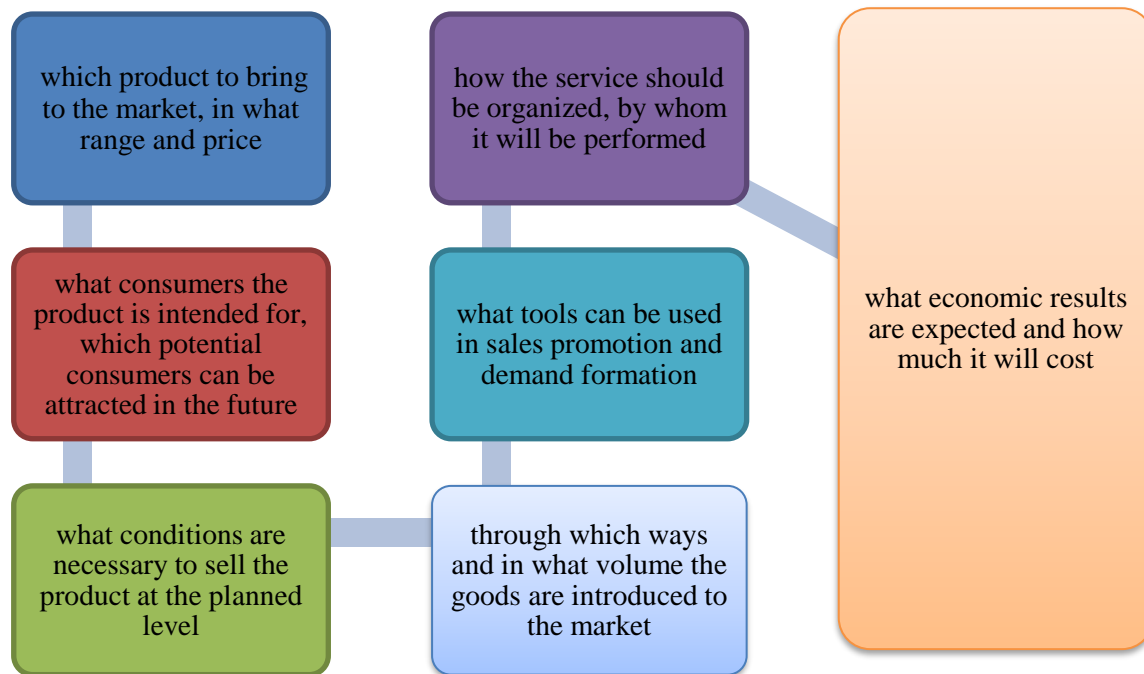 which product to bring
to the market, in what
range and price
what consumers the
product is intended for,
which potential
consumers can be
attracted in the future
what conditions are
necessary to sell the
product at the planned
level
through which ways
and in what volume the
goods are introduced to
the market
what tools can be used
in sales promotion and
demand formation
how the service should
be organized, by whom
it will be performed
what economic results
are expected and how
much it will cost